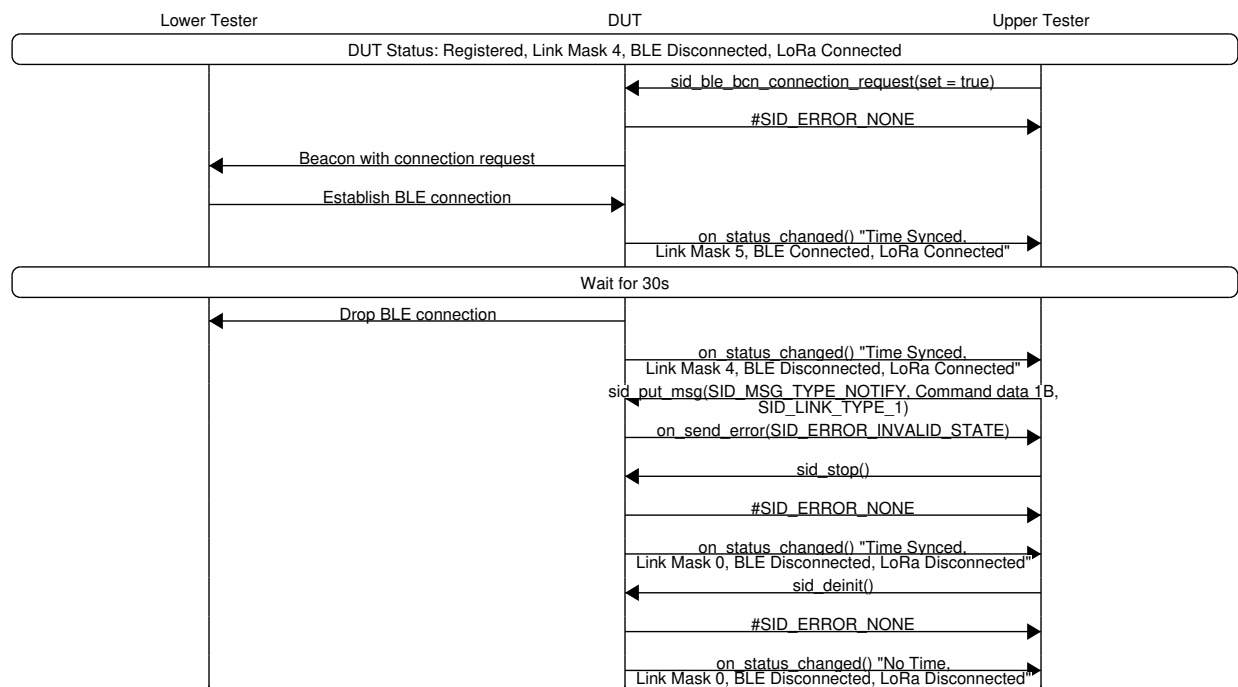 Lower Tester
DUT
Upper Tester
DUT Status: Registered, Link Mask 4, BLE Disconnected, LoRa Connected
sid_ble_bcn_connection_request(set = true)
#SID_ERROR_NONE
Beacon with connection request
Establish BLE connection
on_status_changed() "Time Synced,
Link Mask 5, BLE Connected, LoRa Connected"
Wait for 30s
Drop BLE connection
on_status_changed() "Time Synced,
Link Mask 4, BLE Disconnected, LoRa Connected"
sid_put_msg(SID_MSG_TYPE_NOTIFY, Command data 1B,
SID_LINK_TYPE_1)
on_send_error(SID_ERROR_INVALID_STATE)
sid_stop()
#SID_ERROR_NONE
on_status_changed() "Time Synced,
Link Mask 0, BLE Disconnected, LoRa Disconnected"
sid_deinit()
#SID_ERROR_NONE
on_status_changed() "No Time,
Link Mask 0, BLE Disconnected, LoRa Disconnected"